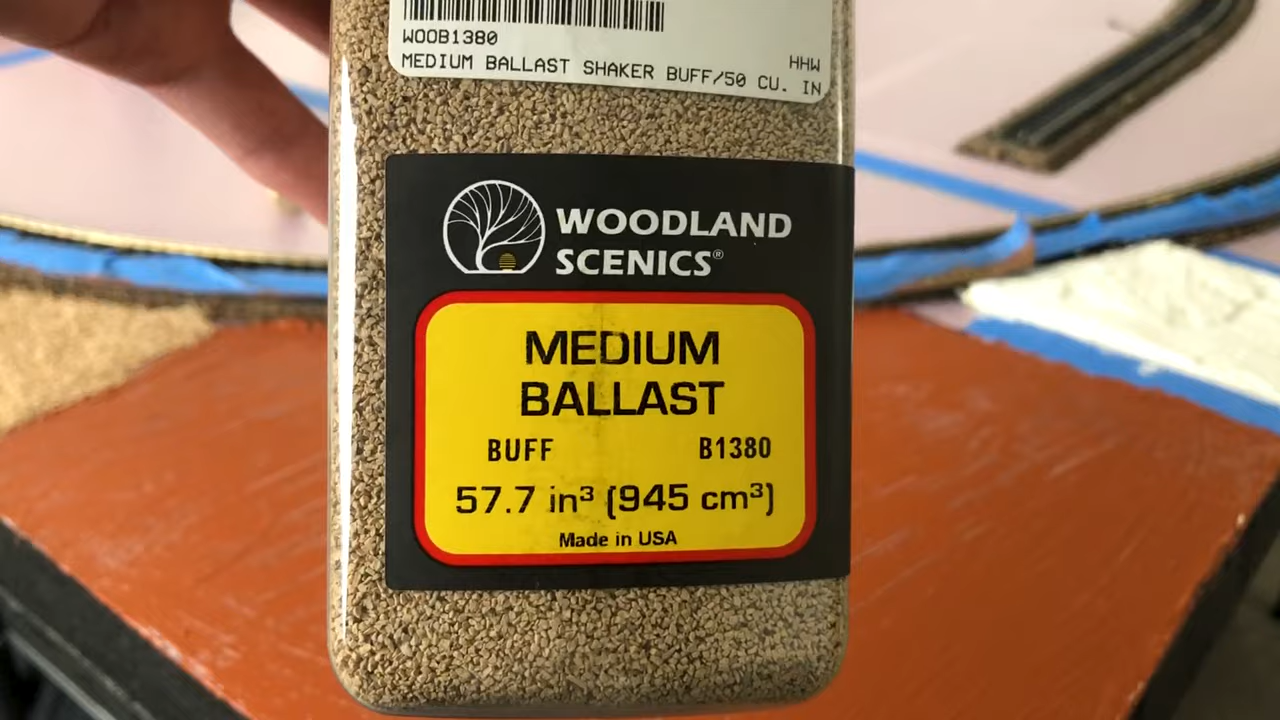 WOOB1380
HHW
MEDIUM BALLAST SHAKER BUFF/50 CU. IN
WOODLAND
SCENICS®
MEDIUM
BALLAST
BUFF B1380
57.7 in³ (945 cm³)
Made in USA